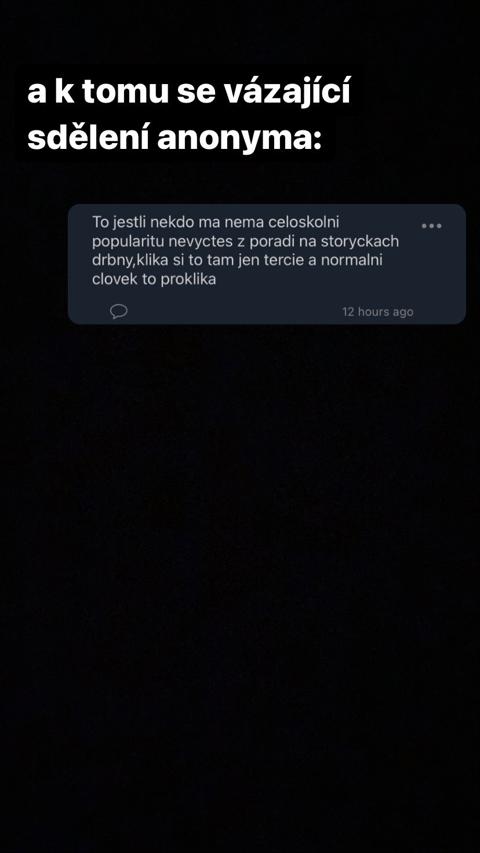 a k tomu se vázající
sdělení anonyma:
To jestli nekdo ma nema celoskolni
popularitu nevyctes z poradi na storyckach
drbny,klika si to tam jen tercie a normalni
clovek to proklika
12 hours ago